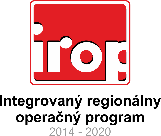 irop
Integrovaný regionálny
operačný program
2014 - 2020